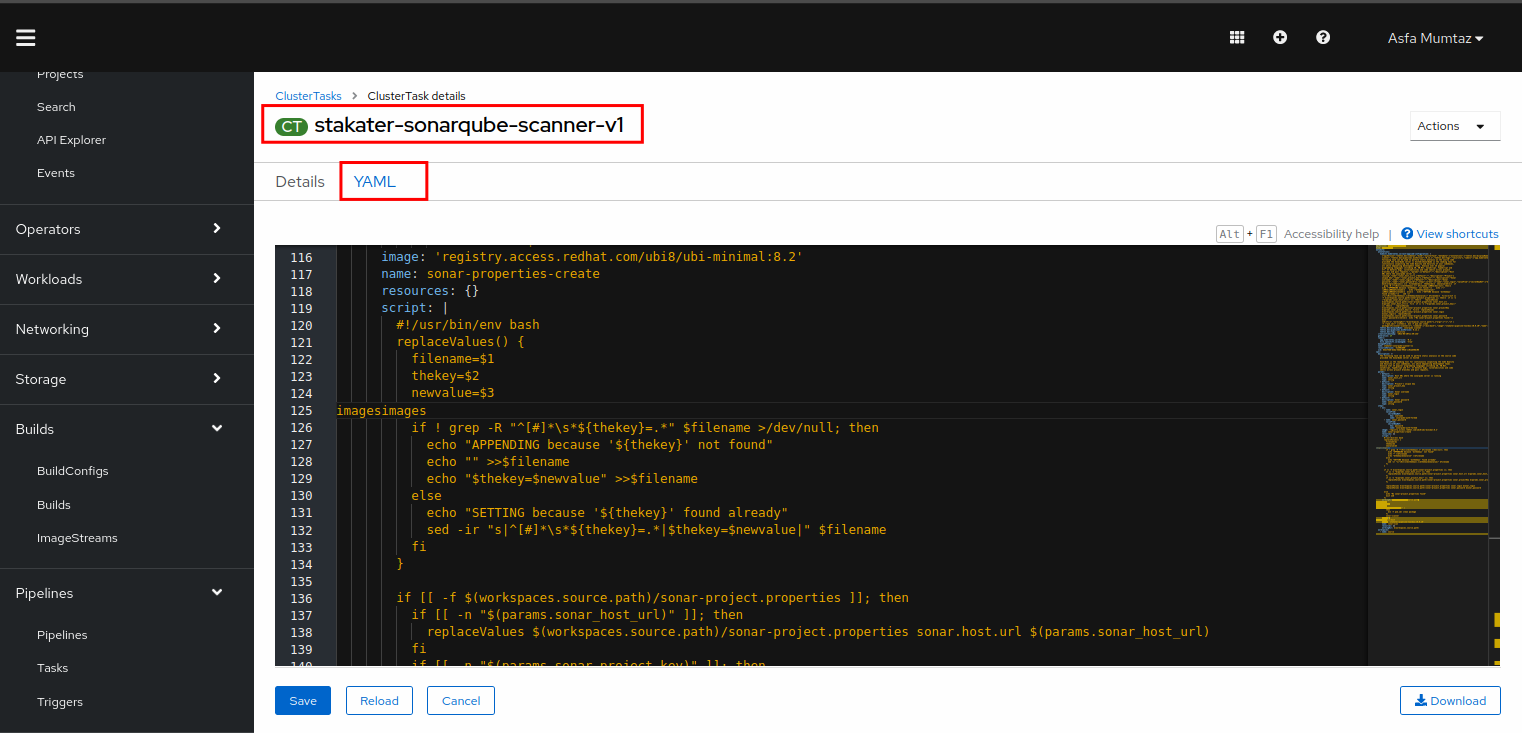 Asfa Mumtaz
Projects
Search
API Explorer
Events
Operators
Workloads
Networking
Storage
Builds
BuildConfigs
Builds
ImageStreams
Pipelines
Pipelines
Tasks
Triggers
ClusterTasks > ClusterTask details
CT stakater-sonarqube-scanner-v1
Actions
Details YAML
Alt + F1 Accessibility help | View shortcuts
116 image: 'registry.access.redhat.com/ubi8/ubi-minimal:8.2'
117 name: sonar-properties-create
118 resources: {}
119 script: |
120 #!/usr/bin/env bash
121 replaceValues() {
122 filename=$1
123 thekey=$2
124 newvalue=$3
125 imagesimages
126 if ! grep -R "^[#]*\s*${thekey}=.*" $filename >/dev/null; then
127 echo "APPENDING because '${thekey}' not found"
128 echo "" >>$filename
129 echo "$thekey=$newvalue" >>$filename
130 else
131 echo "SETTING because '${thekey}' found already"
132 sed -ir "s|^[#]*\s*${thekey}=.*|$thekey=$newvalue|" $filename
133 fi
134 }
135
136 if [[ -f $(workspaces.source.path)/sonar-project.properties ]]; then
137 if [[ -n "$(params.sonar_host_url)" ]]; then
138 replaceValues $(workspaces.source.path)/sonar-project.properties sonar.host.url $(params.sonar_host_url)
139 fi
140 if [[ -n "$(params.sonar_project_key)" ]]; then
Save Reload Cancel Download